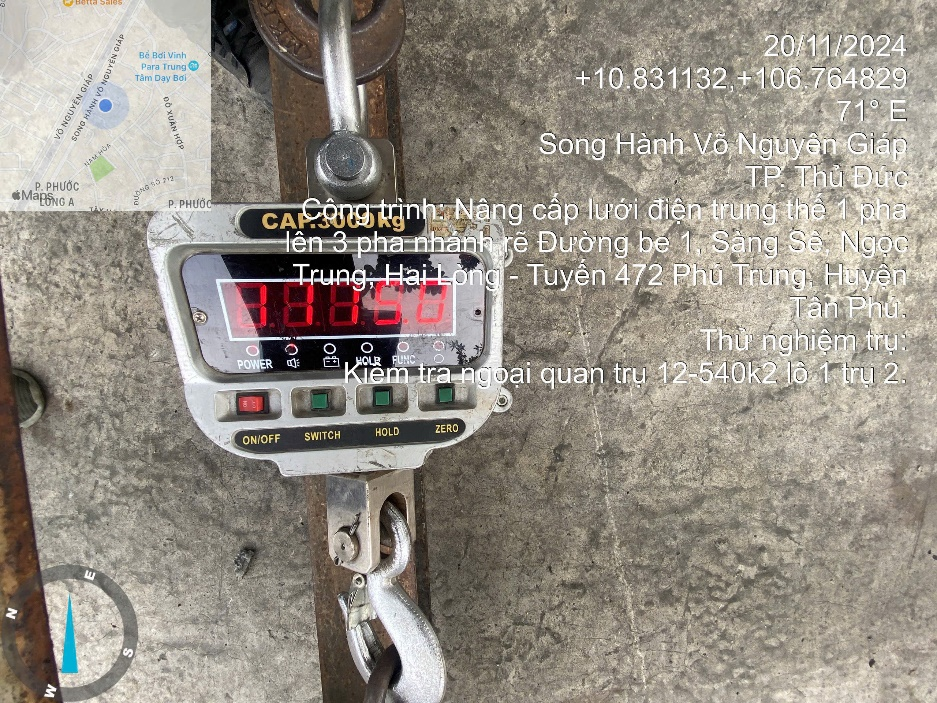 Betta Sales
VÕ NGUYÊN GIÁP
SONG HÀNH VÕ NGUYÊN GIÁP
Bể Bơi Vinh
Para Trung
Tâm Dạy Bơi
ĐỖ XUÂN HỢP
NAM HÒA
ĐƯỜNG SỐ 212
P. PHƯỚC
LONG A
Maps
P. PHƯỚC
20/11/2024
+10.831132,+106.764829
71° E
Song Hành Võ Nguyên Giáp
TP. Thủ Đức
Công trình: Nâng cấp lưới điện trung thế 1 pha
lên 3 pha nhánh rẽ Đường be 1, Sáng Sê, Ngọc
Trung, Hai Lòng - Tuyến 472 Phú Trung, Huyện
Tân Phú.
Thử nghiệm trụ:
Kiểm tra ngoại quan trụ 12-540k2 lô 1 trụ 2.
CAP.3000kg
POWER
HOLR
FUNC
ON/OFF
SWITCH
HOLD
ZERO
N
E
S
W